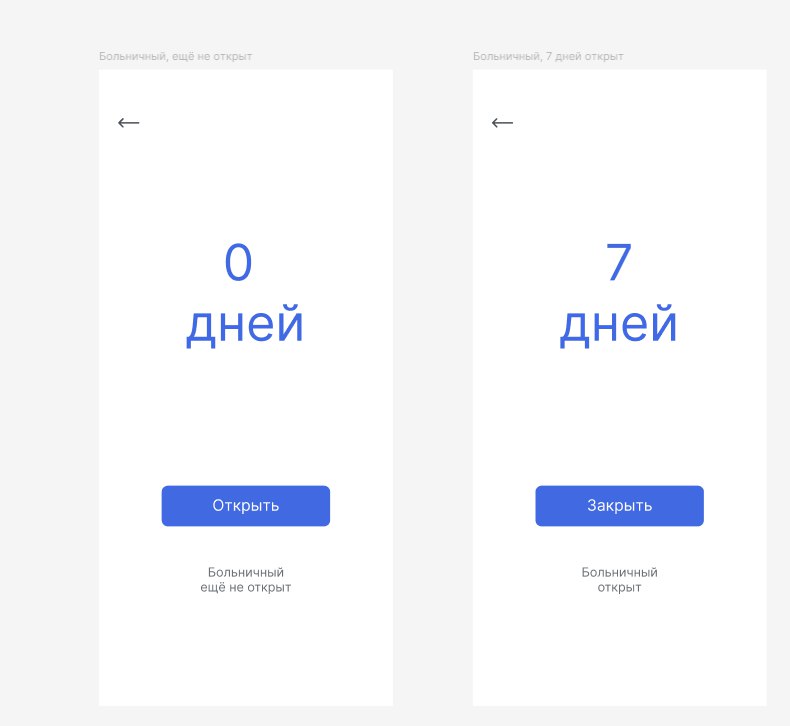 Больничный, ещё не открыт
0
дней
Открыть
Больничный
ещё не открыт
Больничный, 7 дней открыт
7
дней
Закрыть
Больничный
открыт